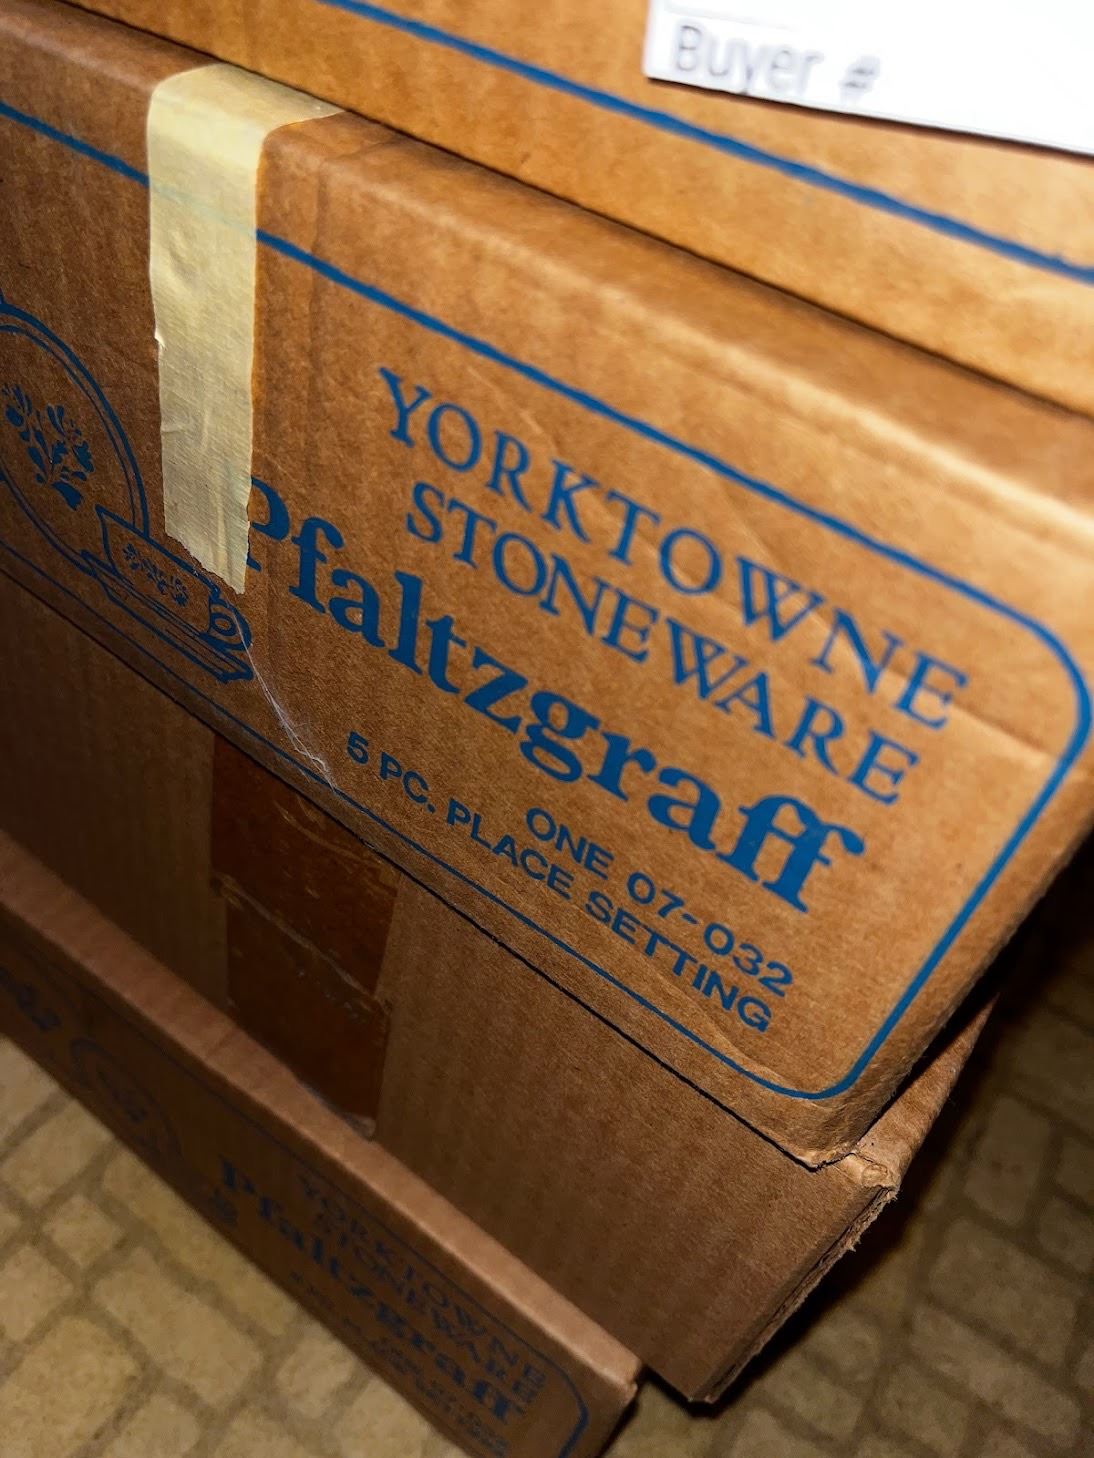 Buyer #
YORKTOWNE
STONEWARE
Pfaltzgraff
ONE 07-032
5 PC. PLACE SETTING
YORKTOWNE
STONEWARE
Pfaltzgraff